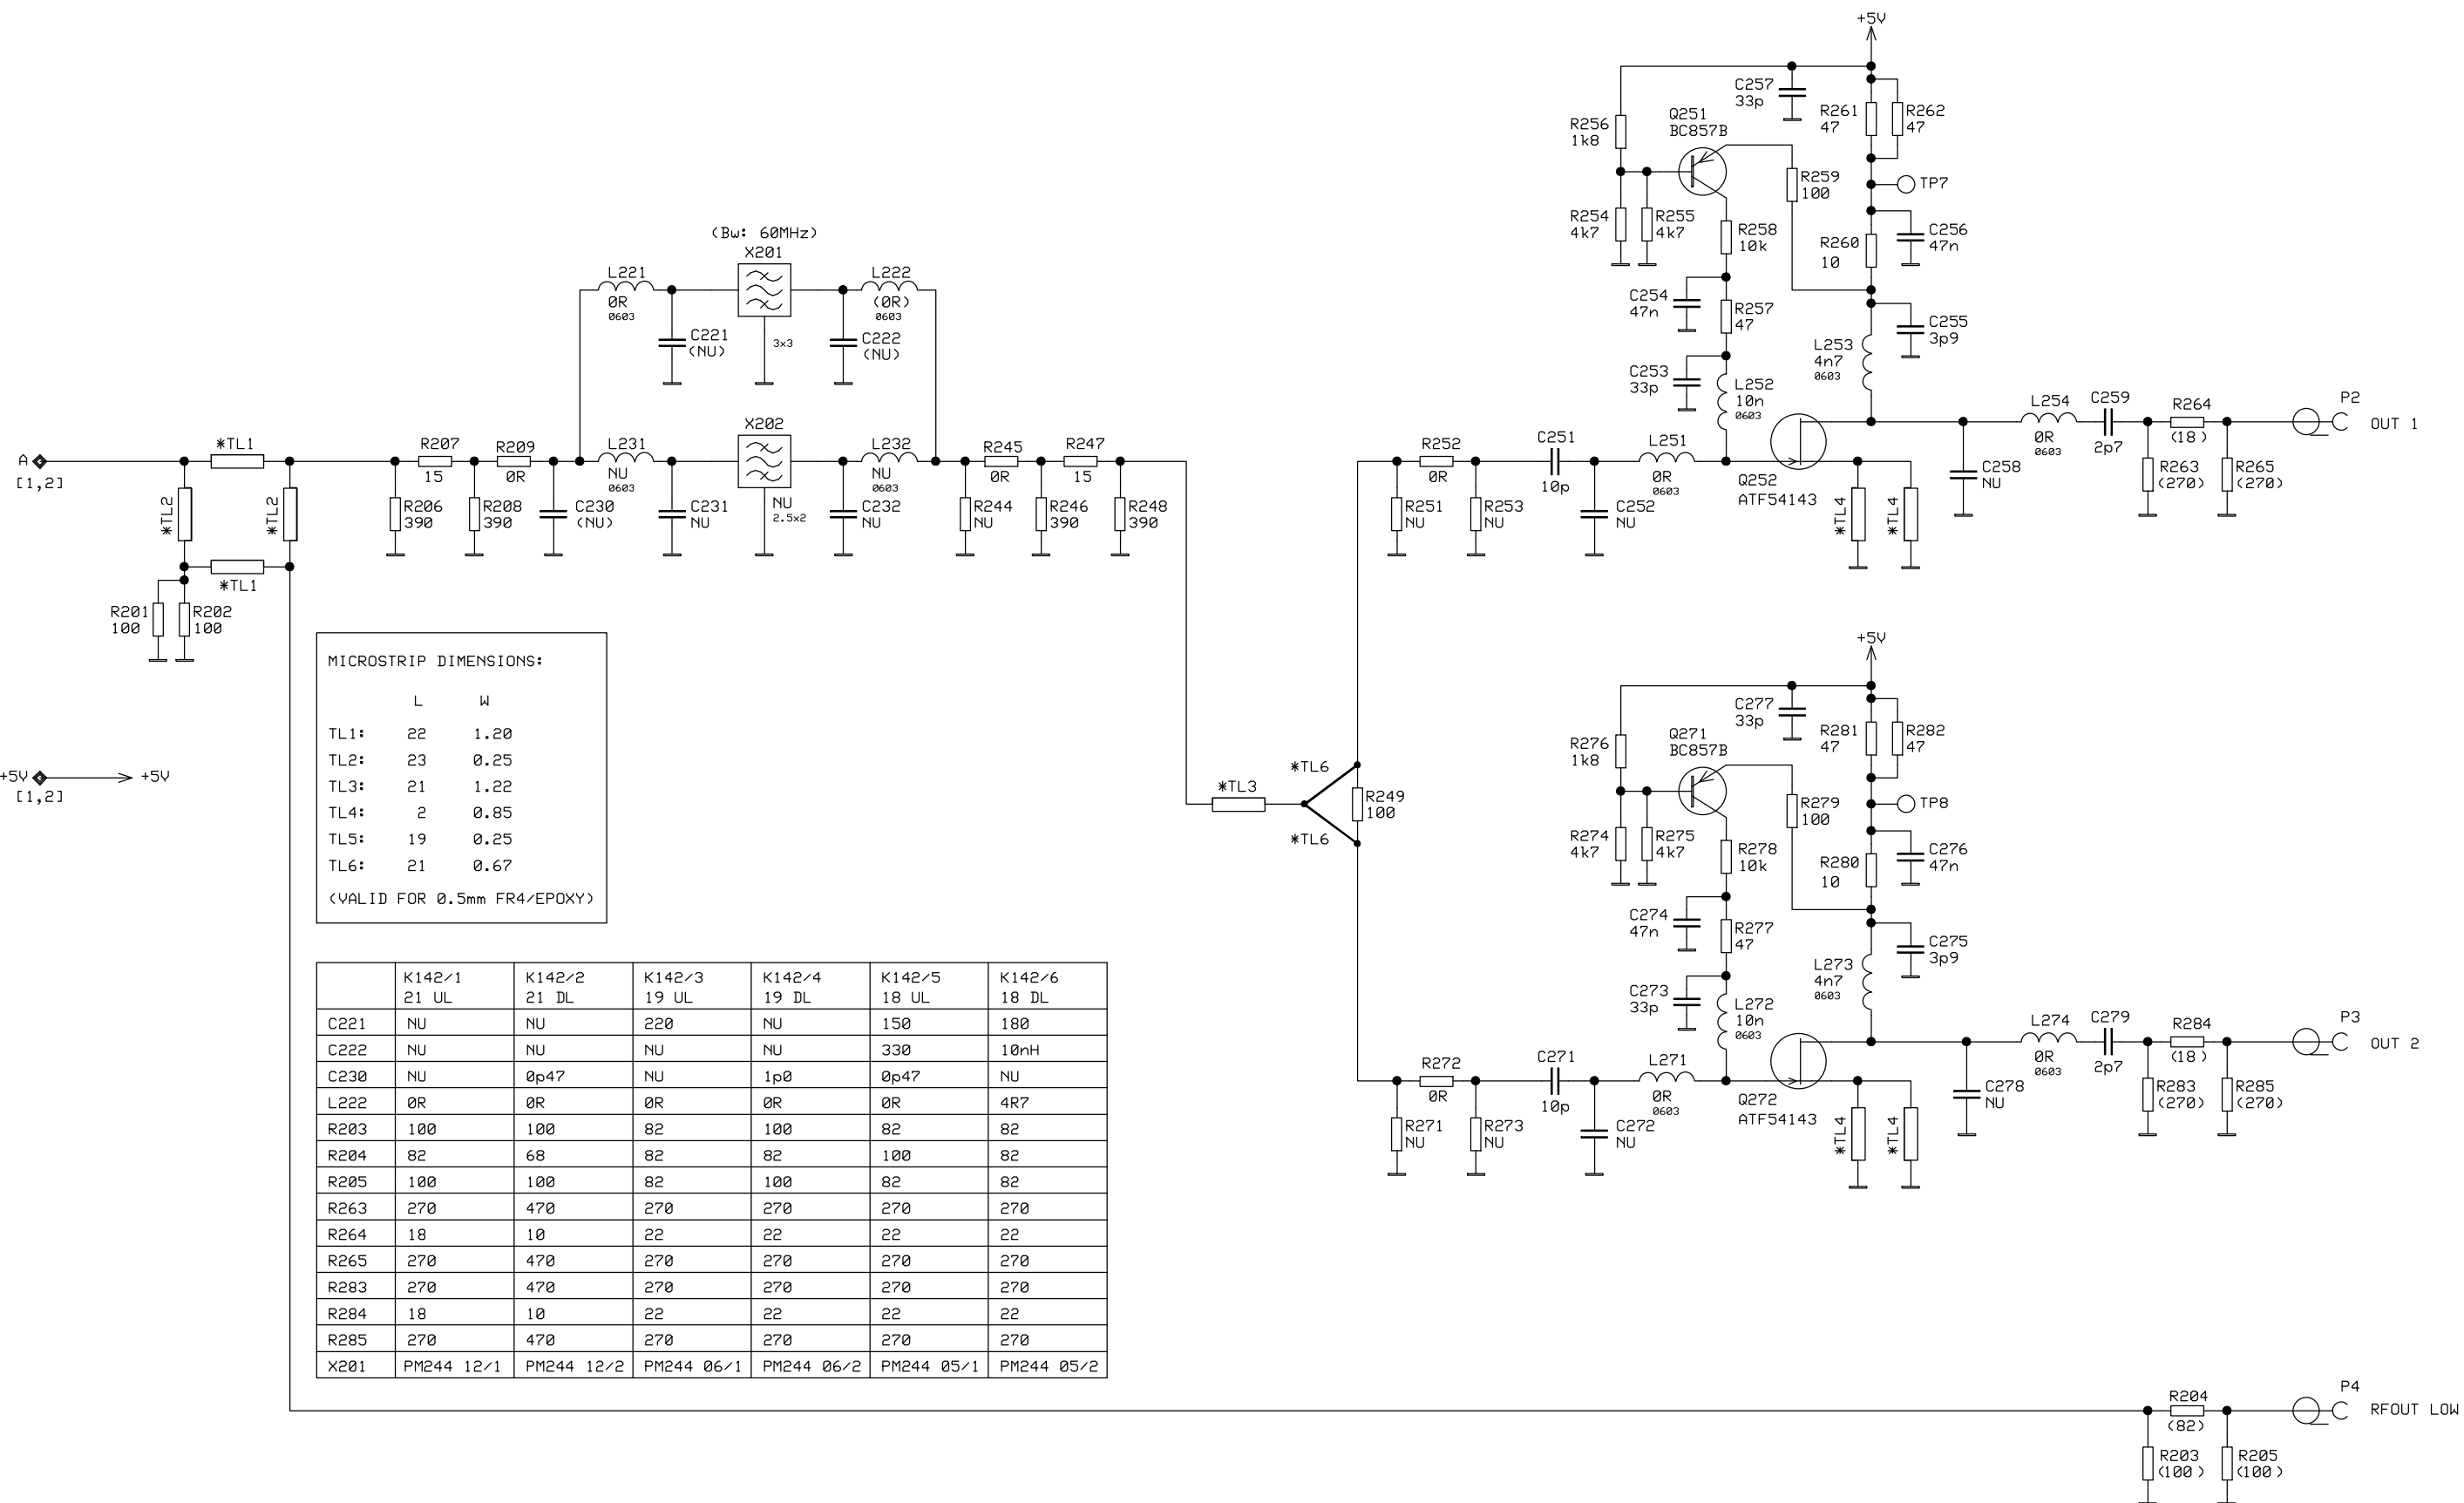 +5V
C257
33p
R261
47
R262
47
Q251
BC857B
R256
1k8
R259
100
TP7
R254
4k7
R255
4k7
R258
10k
R260
10
C256
47n
(Bw: 60MHz)
X201
L221
0R
0603
L222
(0R)
0603
C221
(NU)
3x3
C222
(NU)
C254
47n
R257
47
C255
3p9
L253
4n7
0603
C253
33p
L252
10n
0603
A
[1,2]
*TL1
*TL2
*TL2
*TL1
R201
100
R202
100
R207
15
R209
0R
R206
390
R208
390
C230
(NU)
L231
NU
0603
C231
NU
X202
NU
2.5x2
L232
NU
0603
C232
NU
R245
0R
R247
15
R244
NU
R246
390
R248
390
R252
0R
R251
NU
R253
NU
C251
10p
C252
NU
L251
0R
0603
Q252
ATF54143
*TL4
*TL4
C258
NU
L254
0R
0603
C259
2p7
R264
(18)
R263
(270)
R265
(270)
P2
OUT 1
+5V
[1,2]
+5V
MICROSTRIP DIMENSIONS:
L W
TL1: 22 1.20
TL2: 23 0.25
TL3: 21 1.22
TL4: 2 0.85
TL5: 19 0.25
TL6: 21 0.67
(VALID FOR 0.5mm FR4/EPOXY)
*TL3
*TL6
*TL6
R249
100
+5V
C277
33p
R281
47
R282
47
Q271
BC857B
R276
1k8
R279
100
TP8
R274
4k7
R275
4k7
R278
10k
R280
10
C276
47n
C274
47n
R277
47
C275
3p9
L273
4n7
0603
C273
33p
L272
10n
0603
R272
0R
R271
NU
R273
NU
C271
10p
C272
NU
L271
0R
0603
Q272
ATF54143
*TL4
*TL4
C278
NU
L274
0R
0603
C279
2p7
R284
(18)
R283
(270)
R285
(270)
P3
OUT 2
K142/1 K142/2 K142/3 K142/4 K142/5 K142/6
21 UL 21 DL 19 UL 19 DL 18 UL 18 DL
C221 NU NU 220 NU 150 180
C222 NU NU NU NU 330 10nH
C230 NU 0p47 NU 1p0 0p47 NU
L222 0R 0R 0R 0R 0R 4R7
R203 100 100 82 100 82 82
R204 82 68 82 82 100 82
R205 100 100 82 100 82 82
R263 270 470 270 270 270 270
R264 18 10 22 22 22 22
R265 270 470 270 270 270 270
R283 270 470 270 270 270 270
R284 18 10 22 22 22 22
R285 270 470 270 270 270 270
X201 PM244 12/1 PM244 12/2 PM244 06/1 PM244 06/2 PM244 05/1 PM244 05/2
R204
(82)
R203
(100)
R205
(100)
P4
RFOUT LOW